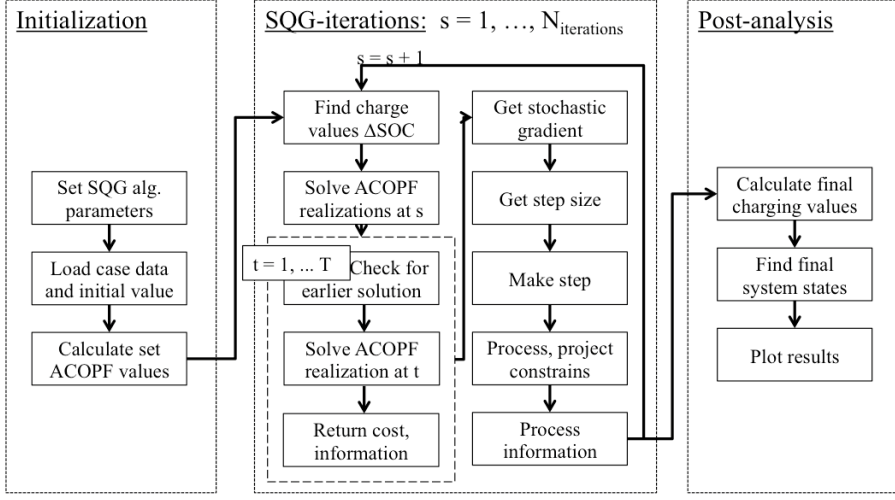 Initialization
Set SQG alg.
parameters
Load case data
and initial value
Calculate set
ACOPF values
SQG-iterations: s = 1, …, N_iterations
s = s + 1
Find charge
values ΔSOC
Solve ACOPF
realizations at s
t = 1, ... T
Check for
earlier solution
Solve ACOPF
realization at t
Return cost,
information
Get stochastic
gradient
Get step size
Make step
Process, project
constrains
Process
information
Post-analysis
Calculate final
charging values
Find final
system states
Plot results